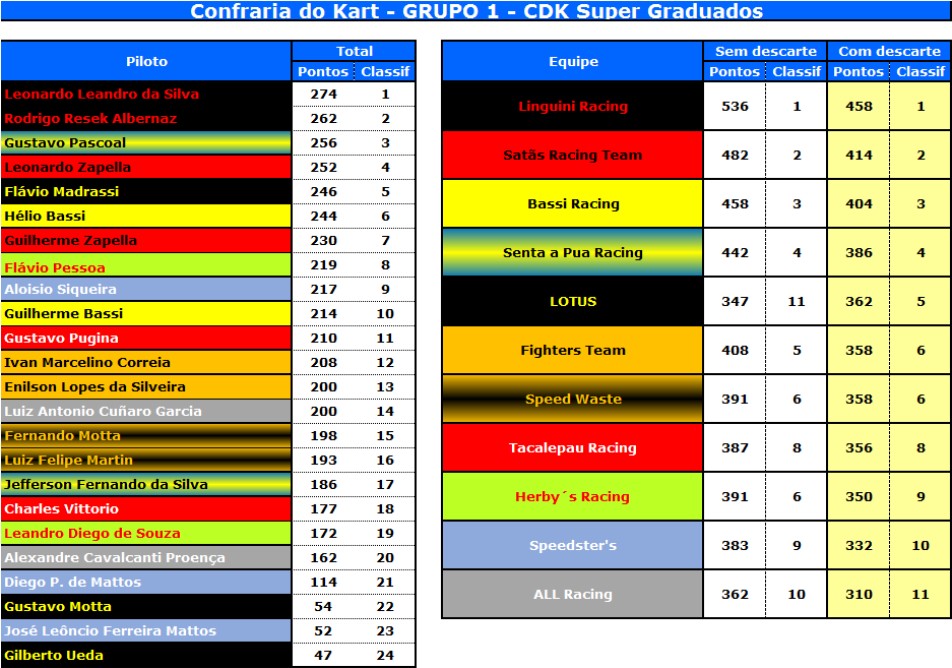 Confraria do Kart - GRUPO 1 - CDK Super Graduados
Piloto Total
Pontos Classif
Leonardo Leandro da Silva 274 1
Rodrigo Resek Albernaz 262 2
Gustavo Pascoal 256 3
Leonardo Zapella 252 4
Flávio Madrassi 246 5
Hélio Bassi 244 6
Guilherme Zapella 230 7
Flávio Pessoa 219 8
Aloisio Siqueira 217 9
Guilherme Bassi 214 10
Gustavo Pugina 210 11
Ivan Marcelino Correia 208 12
Enilson Lopes da Silveira 200 13
Luiz Antonio Cuñaro Garcia 200 14
Fernando Motta 198 15
Luiz Felipe Martin 193 16
Jefferson Fernando da Silva 186 17
Charles Vittorio 177 18
Leandro Diego de Souza 172 19
Alexandre Cavalcanti Proença 162 20
Diego P. de Mattos 114 21
Gustavo Motta 54 22
José Leôncio Ferreira Mattos 52 23
Gilberto Ueda 47 24
Equipe Sem descarte Com descarte
Pontos Classif Pontos Classif
Linguini Racing 536 1 458 1
Satãs Racing Team 482 2 414 2
Bassi Racing 458 3 404 3
Senta a Pua Racing 442 4 386 4
LOTUS 347 11 362 5
Fighters Team 408 5 358 6
Speed Waste 391 6 358 6
Tacalepau Racing 387 8 356 8
Herby´s Racing 391 6 350 9
Speedster's 383 9 332 10
ALL Racing 362 10 310 11